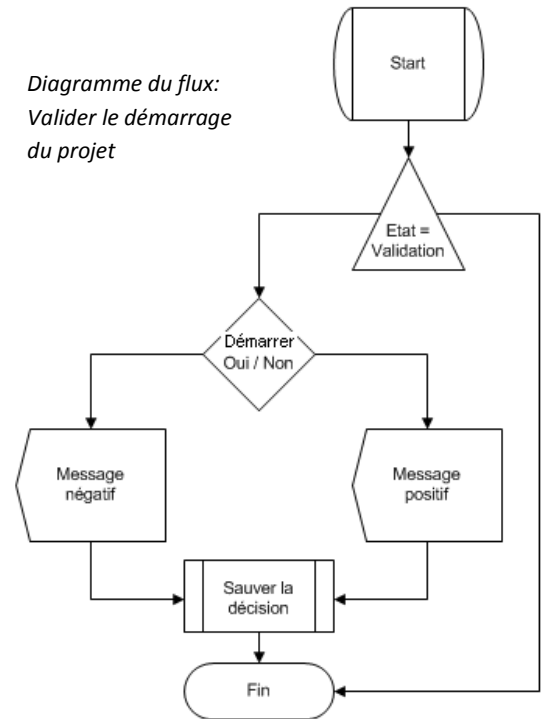 Diagramme du flux:
Valider le démarrage
du projet
Start
Etat =
Validation
Démarrer
Oui / Non
Message
négatif
Message
positif
Sauver la
décision
Fin